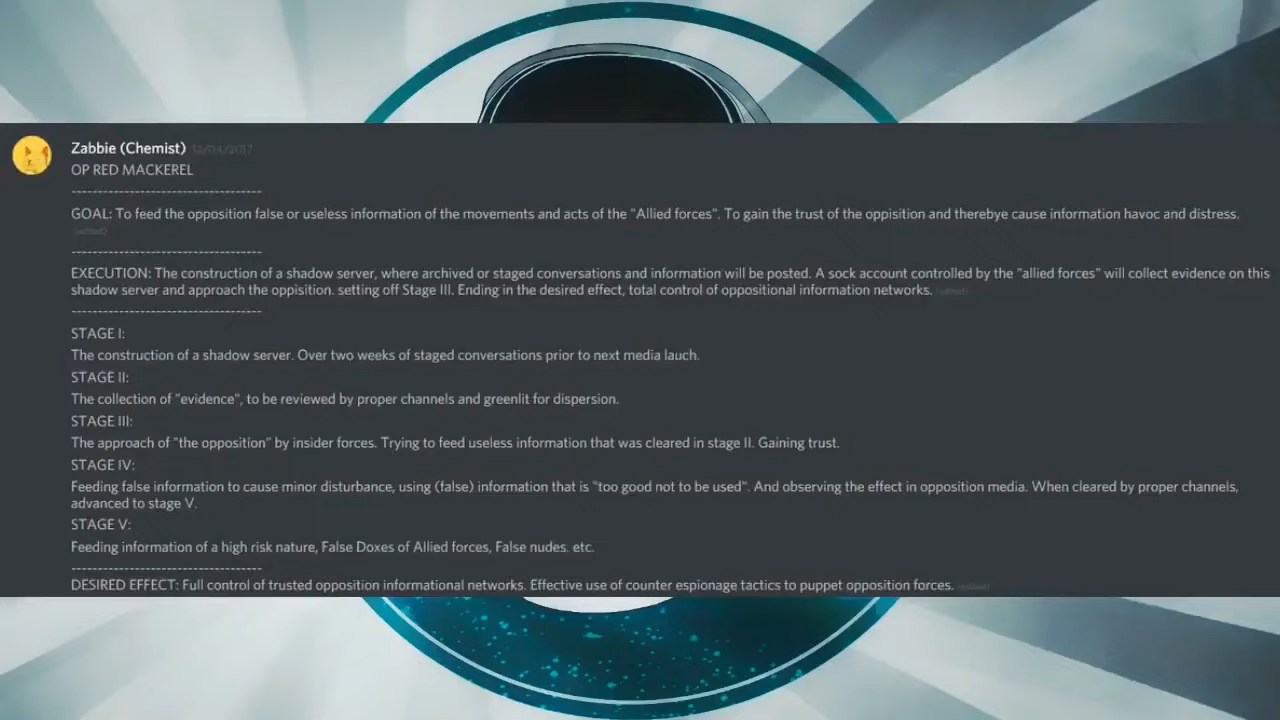 Zabbie (Chemist) 12/04/2017
OP RED MACKEREL
-----------------------------------
GOAL: To feed the opposition false or useless information of the movements and acts of the "Allied forces". To gain the trust of the oppisition and therebye cause information havoc and distress.
(edited)
-----------------------------------
EXECUTION: The construction of a shadow server, where archived or staged conversations and information will be posted. A sock account controlled by the "allied forces" will collect evidence on this
shadow server and approach the oppisition. setting off Stage III. Ending in the desired effect, total control of oppositional information networks. (edited)
-----------------------------------
STAGE I:
The construction of a shadow server. Over two weeks of staged conversations prior to next media lauch.
STAGE II:
The collection of "evidence", to be reviewed by proper channels and greenlit for dispersion.
STAGE III:
The approach of "the opposition" by insider forces. Trying to feed useless information that was cleared in stage II. Gaining trust.
STAGE IV:
Feeding false information to cause minor disturbance, using (false) information that is "too good not to be used". And observing the effect in opposition media. When cleared by proper channels,
advanced to stage V.
STAGE V:
Feeding information of a high risk nature, False Doxes of Allied forces, False nudes. etc.
-----------------------------------
DESIRED EFFECT: Full control of trusted opposition informational networks. Effective use of counter espionage tactics to puppet opposition forces. (edited)